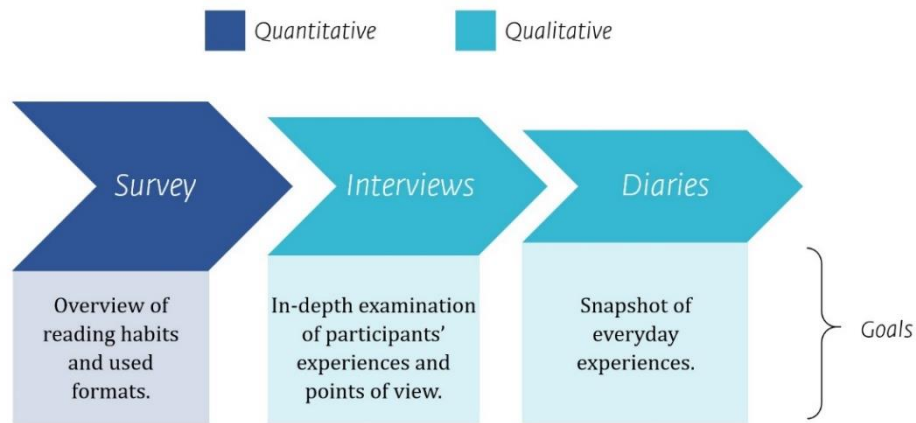 Quantitative
Qualitative
Survey
Interviews
Diaries
Overview of
reading habits
and used
formats.
In-depth examination
of participants’
experiences and
points of view.
Snapshot of
everyday
experiences.
Goals